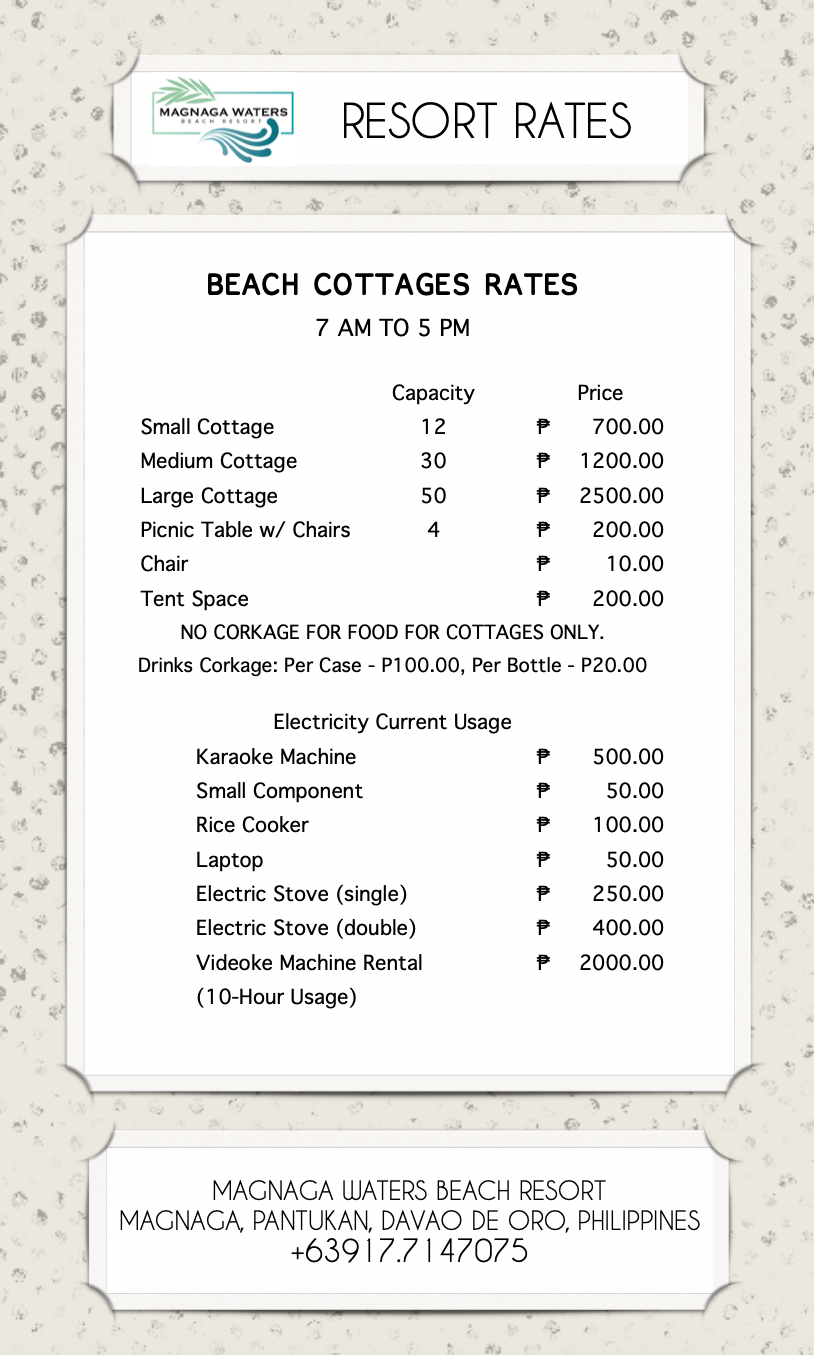 MAGNAGA WATERS
BEACH RESORT
RESORT RATES
BEACH COTTAGES RATES
7 AM TO 5 PM
Capacity Price
Small Cottage 12 ₱ 700.00
Medium Cottage 30 ₱ 1200.00
Large Cottage 50 ₱ 2500.00
Picnic Table w/ Chairs 4 ₱ 200.00
Chair ₱ 10.00
Tent Space ₱ 200.00
NO CORKAGE FOR FOOD FOR COTTAGES ONLY.
Drinks Corkage: Per Case - P100.00, Per Bottle - P20.00
Electricity Current Usage
Karaoke Machine ₱ 500.00
Small Component ₱ 50.00
Rice Cooker ₱ 100.00
Laptop ₱ 50.00
Electric Stove (single) ₱ 250.00
Electric Stove (double) ₱ 400.00
Videoke Machine Rental ₱ 2000.00
(10-Hour Usage)
MAGNAGA WATERS BEACH RESORT
MAGNAGA, PANTUKAN, DAVAO DE ORO, PHILIPPINES
+63917.7147075